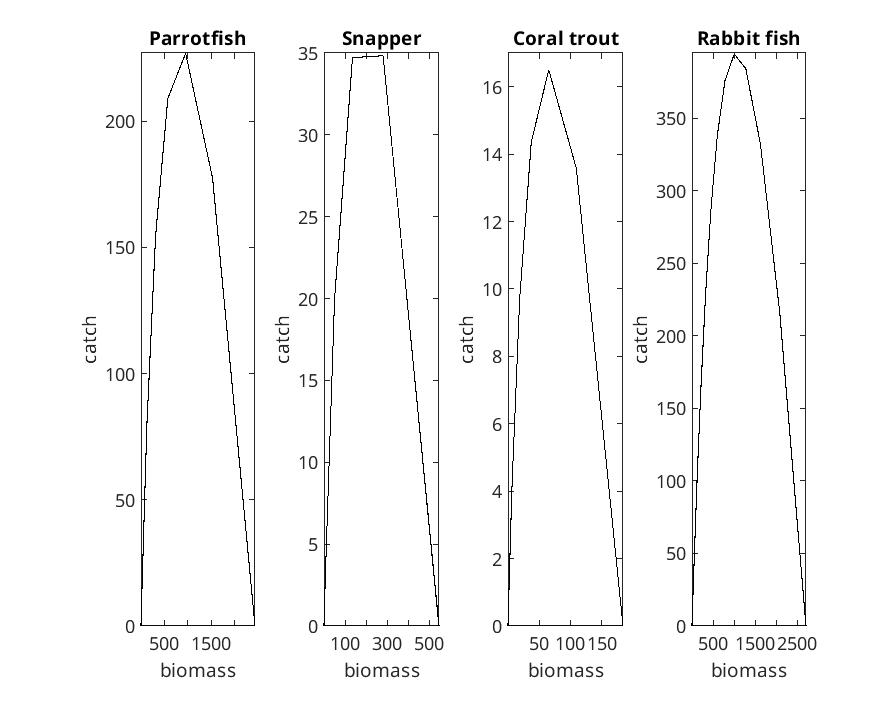 Parrotfish
200
150
100
50
0
500 1500
catch
biomass
Snapper
35
30
25
20
15
10
5
0
100 300 500
catch
biomass
Coral trout
16
14
12
10
8
6
4
2
0
50 100 150
catch
biomass
Rabbit fish
350
300
250
200
150
100
50
0
500 1500 2500
catch
biomass